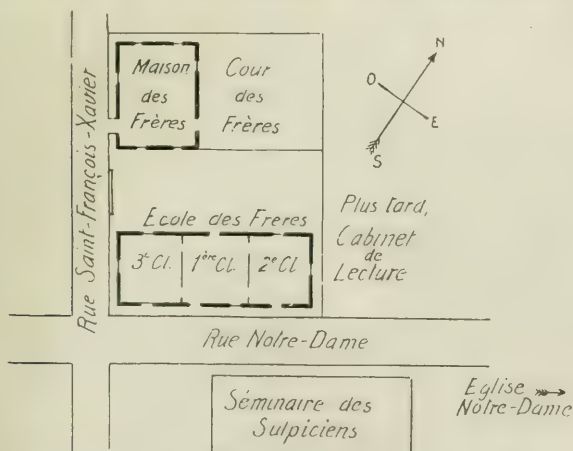 Maison
des
Frères
Cour
des
Frères
N
O
E
S
Rue Saint-François-Xavier
Ecole des Freres
3e Cl.
1ère Cl.
2e Cl
Plus tard,
Cabinet
de
Lecture
Rue Notre-Dame
Séminaire des
Sulpiciens
Eglise
Notre-Dame